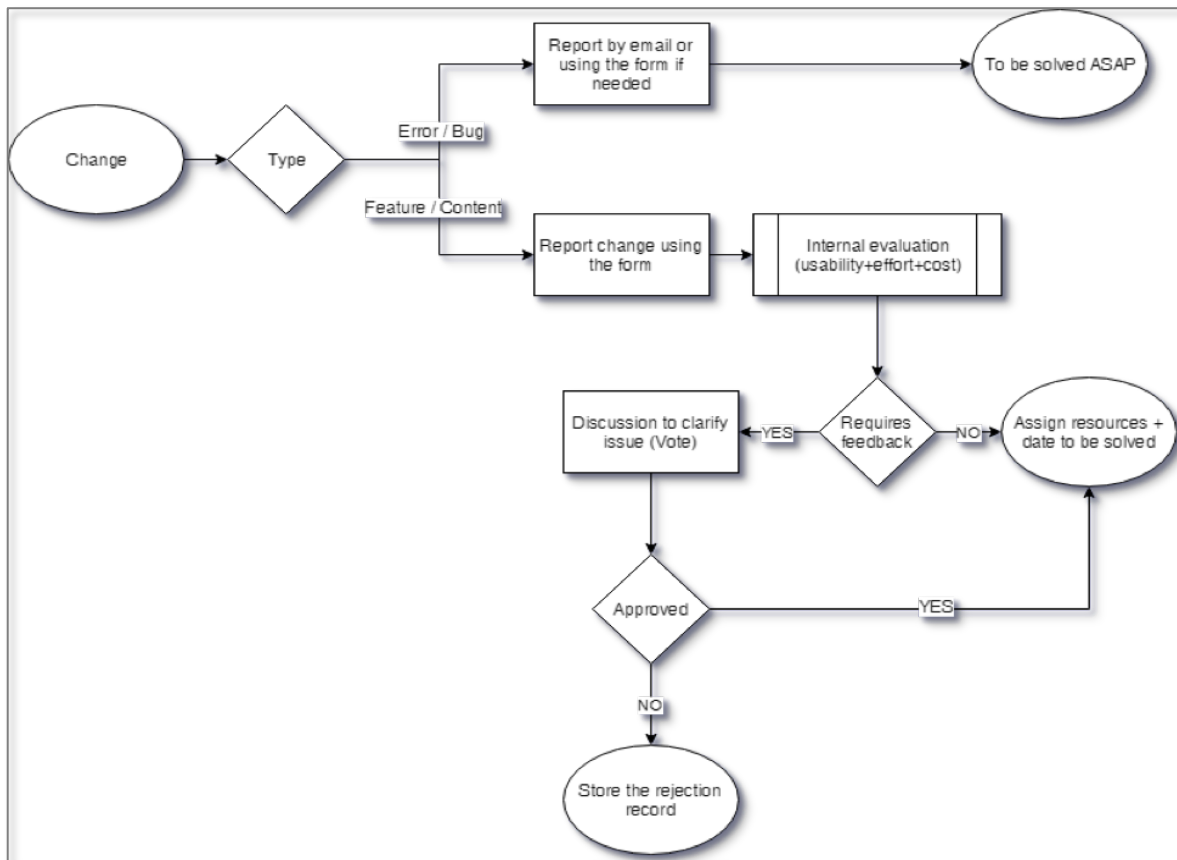 Report by email or
using the form if
needed
To be solved ASAP
Change
Type
Error / Bug
Feature / Content
Report change using
the form
Internal evaluation
(usability+effort+cost)
Discussion to clarify
issue (Vote)
YES
Requires
feedback
NO
Assign resources +
date to be solved
Approved
YES
NO
Store the rejection
record